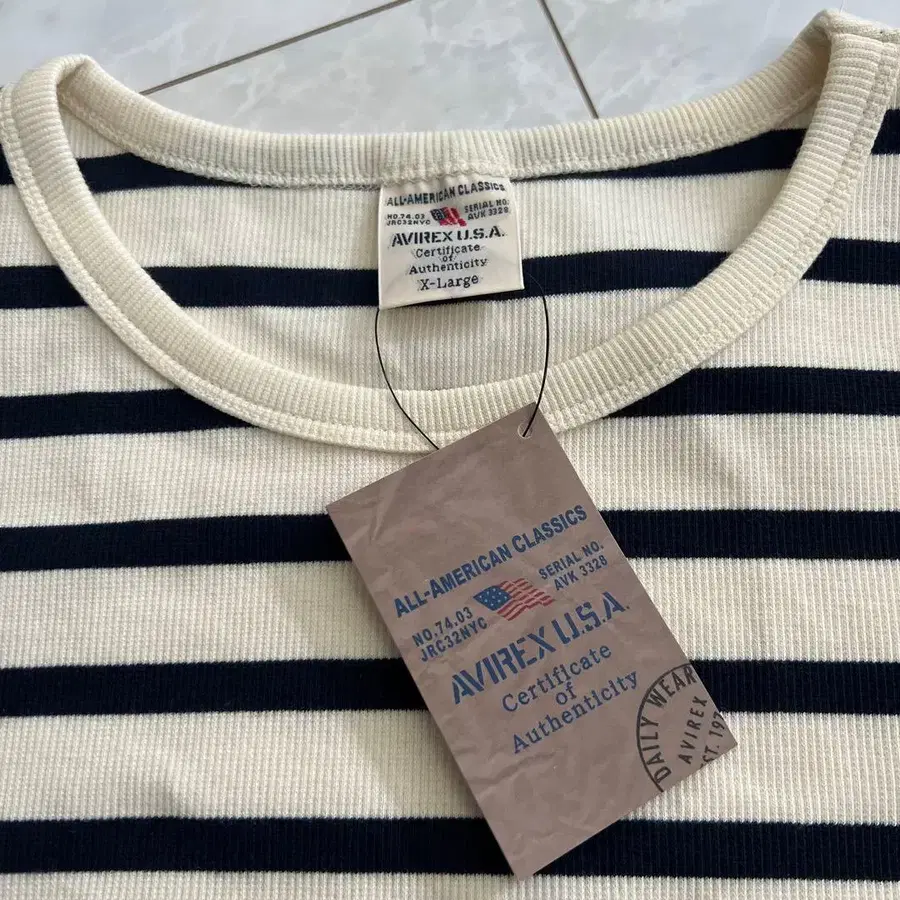 ALL-AMERICAN CLASSICS
NO.74.03
JRC32NYC
SERIAL NO.
AVK 3328
AVIREX U.S.A.
Certificate
of
Authenticity
X-Large
ALL-AMERICAN CLASSICS
NO.74.03
JRC32NYC
SERIAL NO.
AVK 3328
AVIREX U.S.A.
Certificate
of
Authenticity
DAILY WEAR
AVIREX